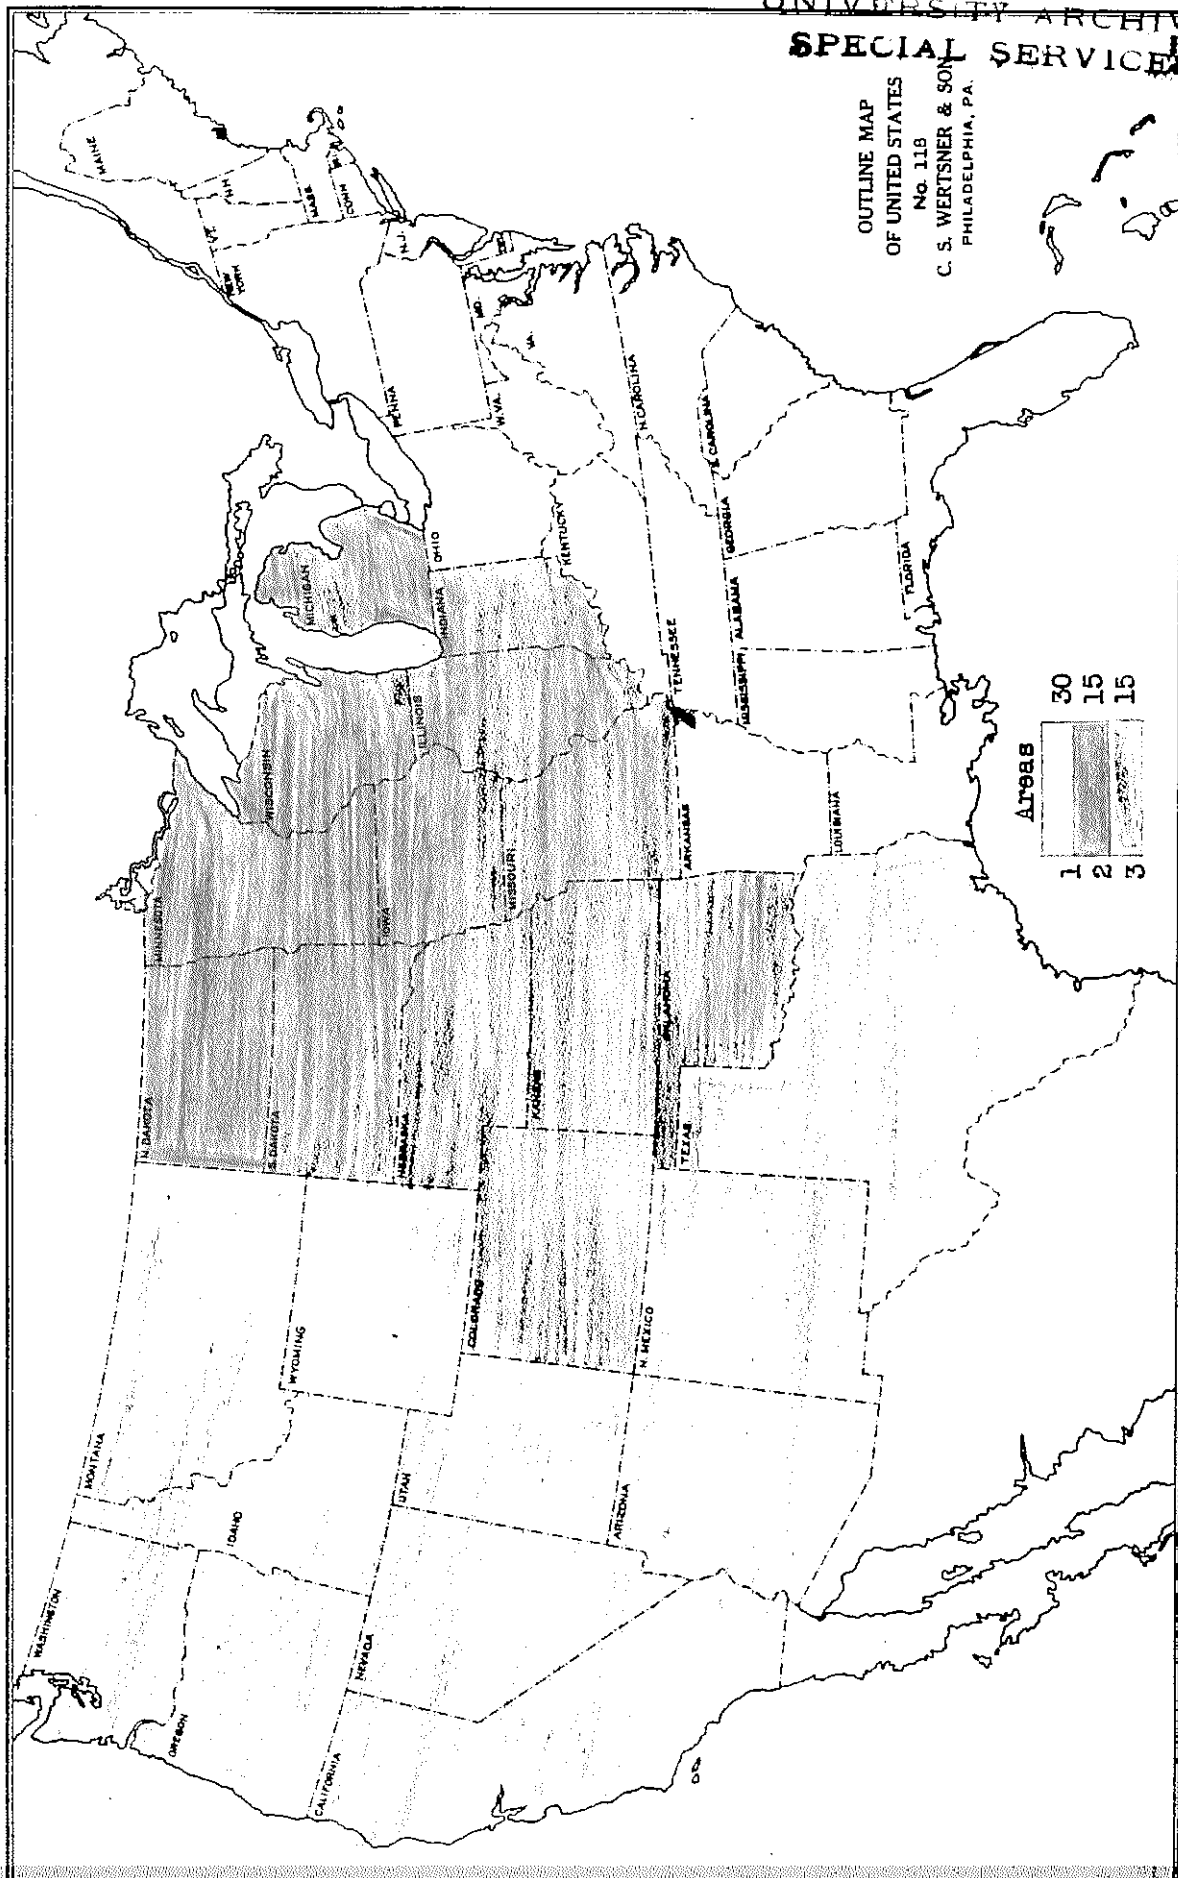 UNIVERSITY ARCHIV
SPECIAL SERVICE
OUTLINE MAP
OF UNITED STATES
No. 118
C. S. WERTSNER & SON
PHILADELPHIA, PA.
WASHINGTON
MONTANA
N. DAKOTA
MINNESOTA
OREGON
IDAHO
WYOMING
S. DAKOTA
WISCONSIN
MICHIGAN
NEW YORK
VT.
N.H.
MAINE
MASS
CONN
R.I.
CALIFORNIA
NEVADA
UTAH
COLORADO
NEBRASKA
IOWA
ILLINOIS
INDIANA
OHIO
PENNA
N.J.
MD.
DEL
KANSAS
MISSOURI
KENTUCKY
W.VA.
VA.
ARIZONA
N. MEXICO
TEXAS
OKLAHOMA
ARKANSAS
TENNESSEE
N. CAROLINA
S. CAROLINA
MISSISSIPPI
ALABAMA
GEORGIA
LOUISIANA
FLORIDA
Areas
1 30
2 15
3 15